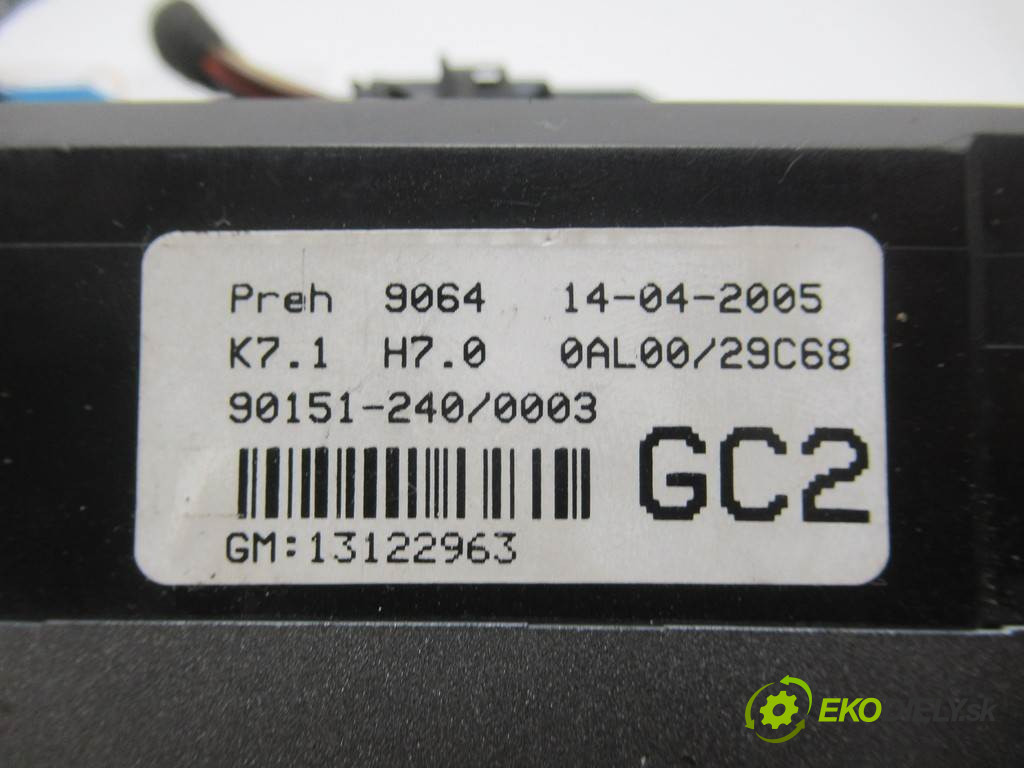 Preh 9064 14-04-2005
K7.1 H7.0 0AL00/29C68
90151-240/0003
GC2
GM:13122963
EKODIELY.sk